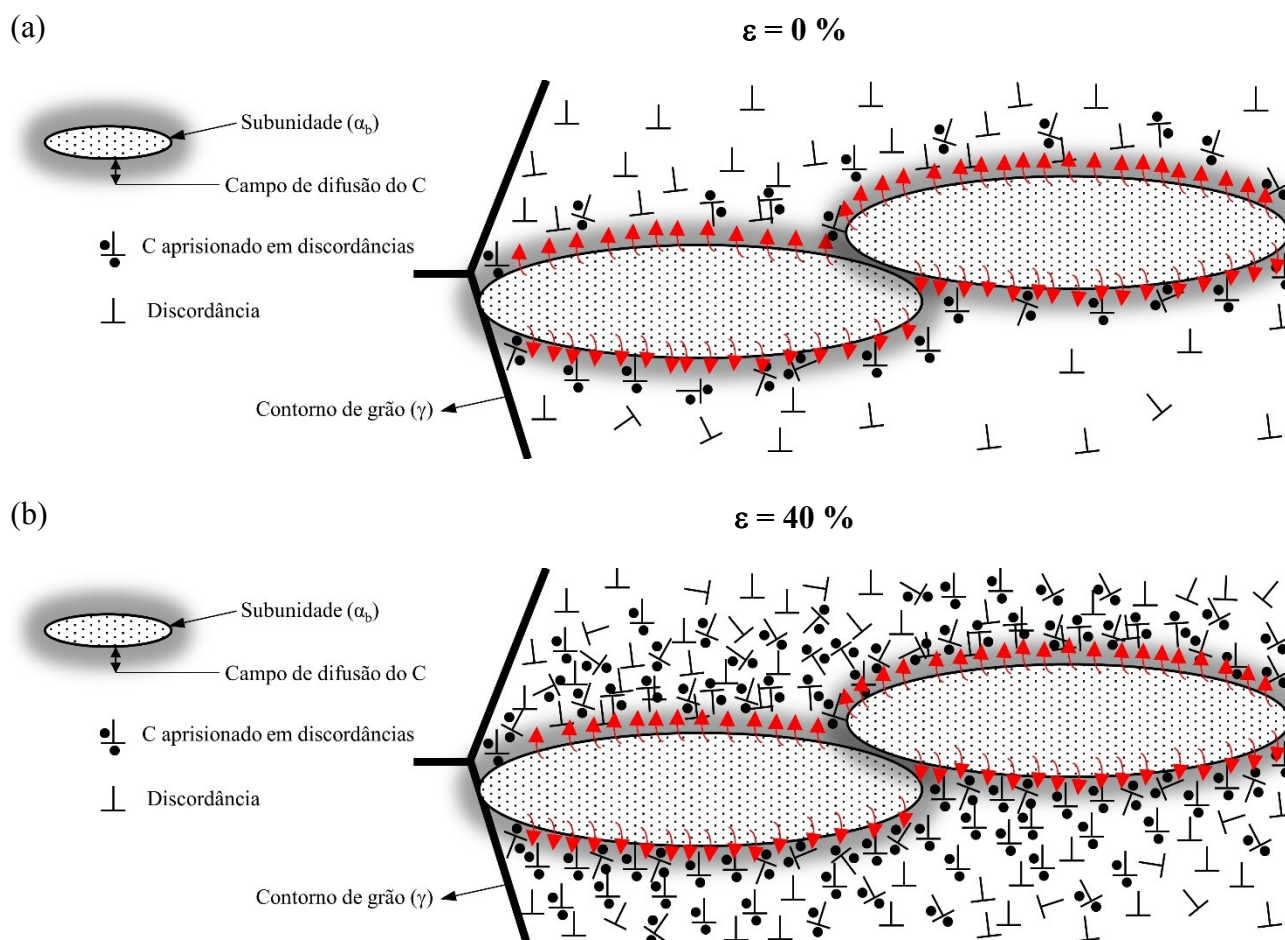 (a)
ε = 0 %
Subunidade (αb)
Campo de difusão do C
C aprisionado em discordâncias
Discordância
Contorno de grão (γ)
(b)
ε = 40 %
Subunidade (αb)
Campo de difusão do C
C aprisionado em discordâncias
Discordância
Contorno de grão (γ)